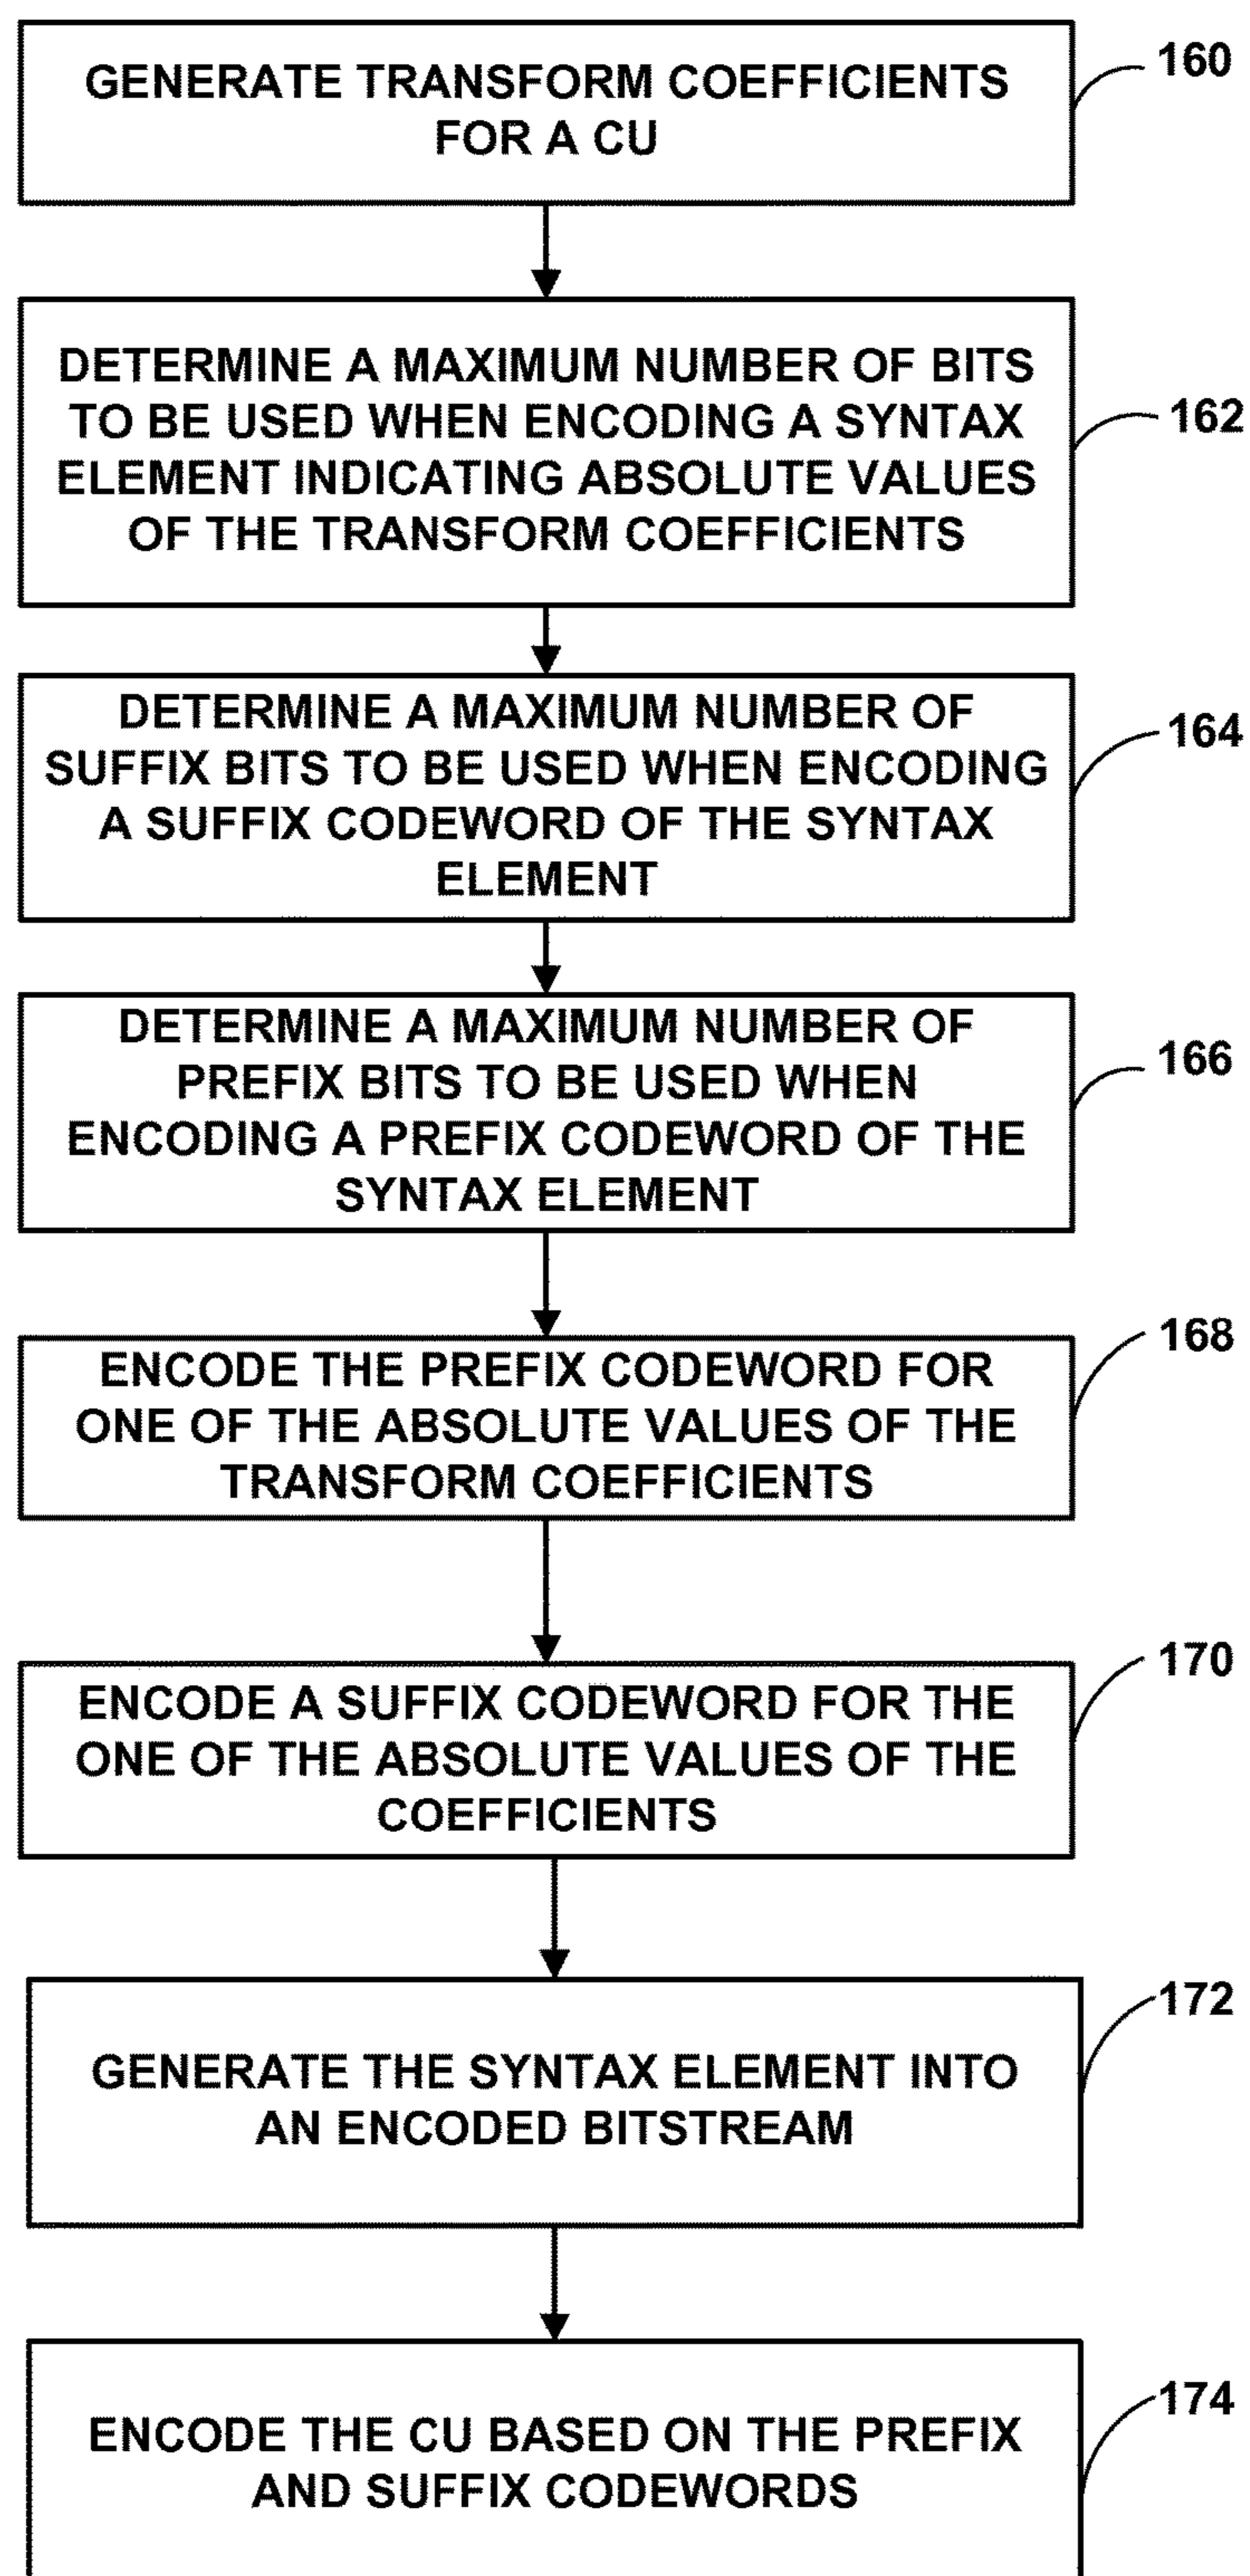 GENERATE TRANSFORM COEFFICIENTS
FOR A CU
160
DETERMINE A MAXIMUM NUMBER OF BITS
TO BE USED WHEN ENCODING A SYNTAX
ELEMENT INDICATING ABSOLUTE VALUES
OF THE TRANSFORM COEFFICIENTS
162
DETERMINE A MAXIMUM NUMBER OF
SUFFIX BITS TO BE USED WHEN ENCODING
A SUFFIX CODEWORD OF THE SYNTAX
ELEMENT
164
DETERMINE A MAXIMUM NUMBER OF
PREFIX BITS TO BE USED WHEN
ENCODING A PREFIX CODEWORD OF THE
SYNTAX ELEMENT
166
ENCODE THE PREFIX CODEWORD FOR
ONE OF THE ABSOLUTE VALUES OF THE
TRANSFORM COEFFICIENTS
168
ENCODE A SUFFIX CODEWORD FOR THE
ONE OF THE ABSOLUTE VALUES OF THE
COEFFICIENTS
170
GENERATE THE SYNTAX ELEMENT INTO
AN ENCODED BITSTREAM
172
ENCODE THE CU BASED ON THE PREFIX
AND SUFFIX CODEWORDS
174